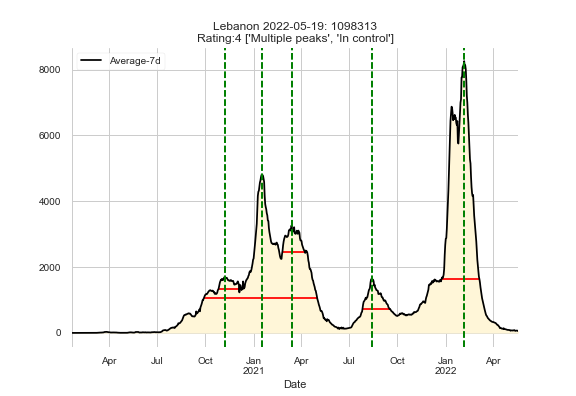 Lebanon 2022-05-19: 1098313
Rating:4 ['Multiple peaks', 'In control']
Average-7d
8000
6000
4000
2000
0
Apr Jul Oct Jan Apr Jul Oct Jan Apr
2021 2022
Date